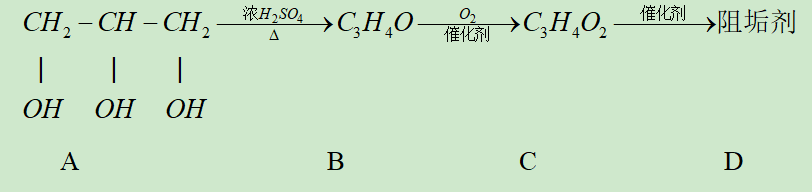 浓H₂SO₄ O₂ 催化剂
CH₂ − CH − CH₂ ⟶ C₃H₄O ⟶ C₃H₄O₂ ⟶ 阻垢剂
Δ 催化剂
| | |
OH OH OH
A B C D